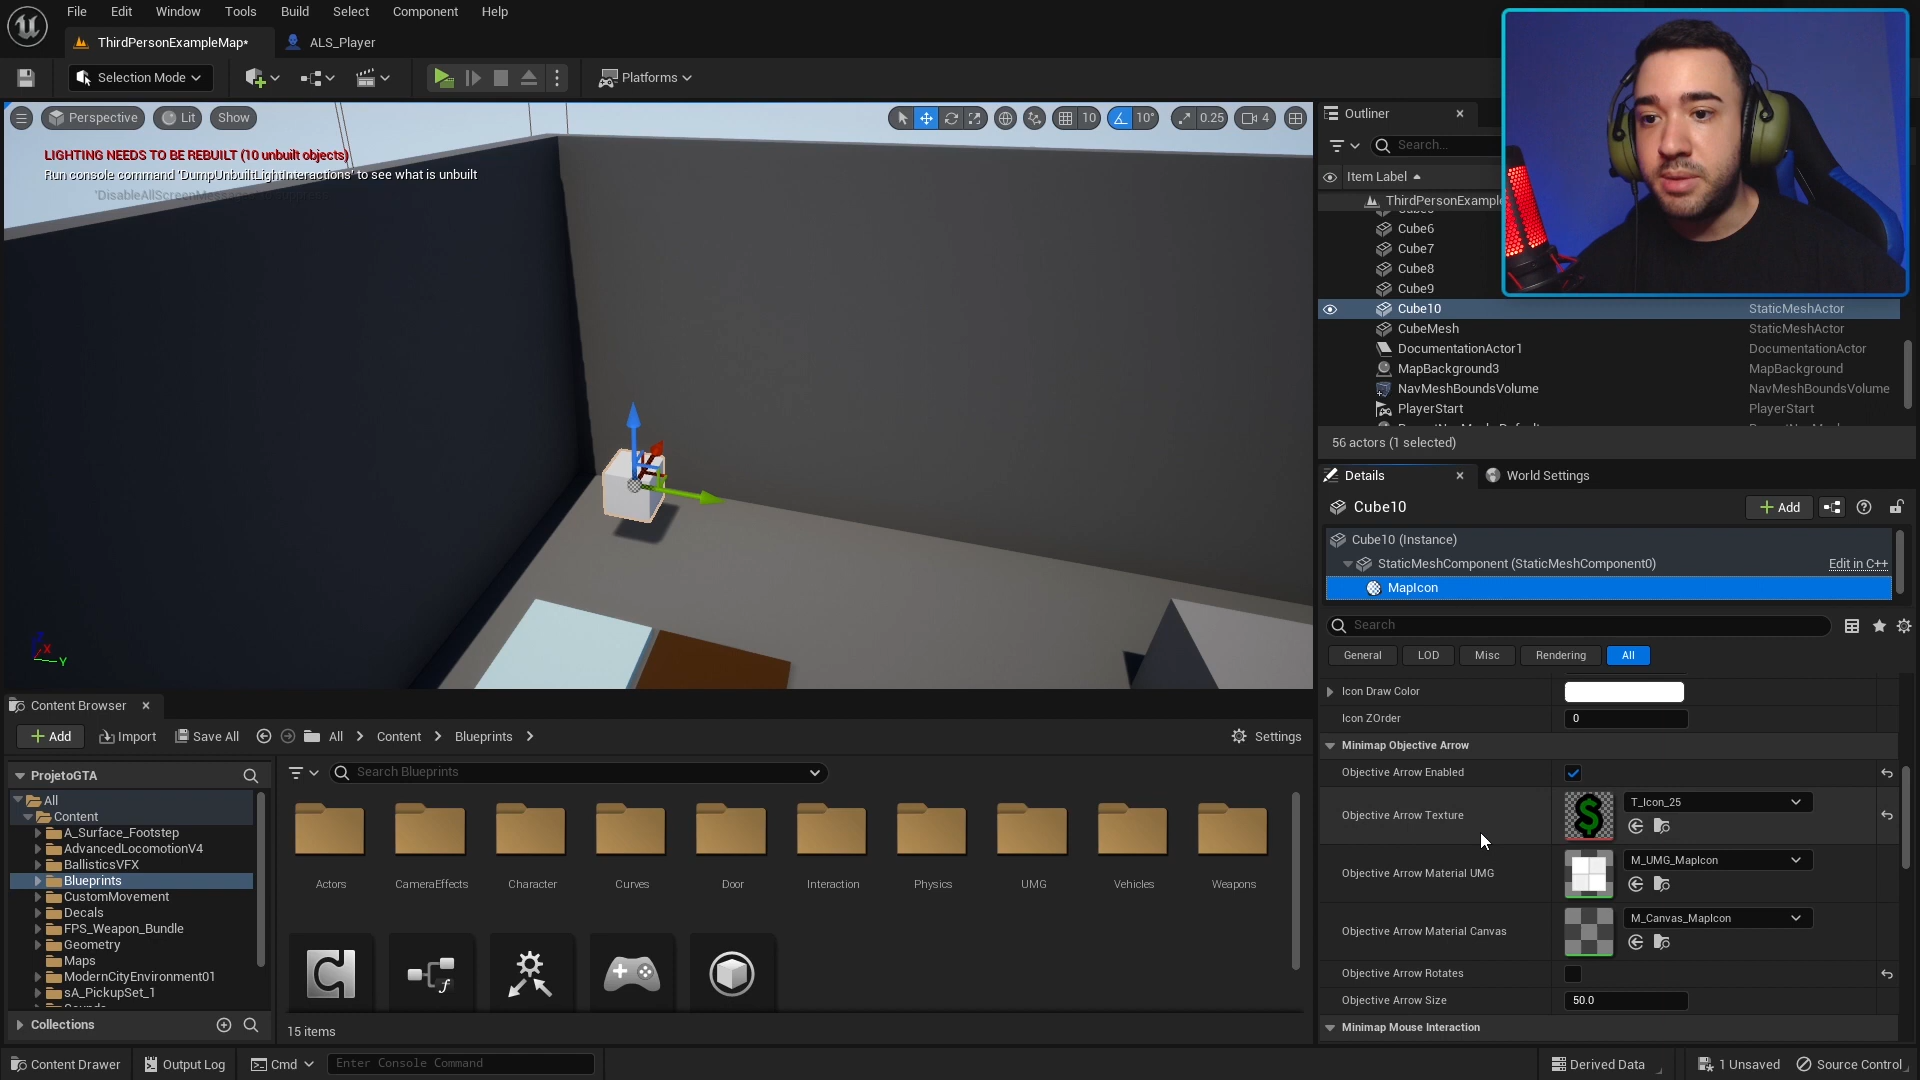 File Edit Window Tools Build Select Component Help
ThirdPersonExampleMap*
ALS_Player
Selection Mode
Platforms
Perspective
Lit
Show
10
10°
0.25
4
LIGHTING NEEDS TO BE REBUILT (10 unbuilt objects)
Run console command 'DumpUnbuiltLightInteractions' to see what is unbuilt
Outliner
Search...
Item Label
ThirdPersonExample
Cube6
Cube7
Cube8
Cube9
Cube10 StaticMeshActor
CubeMesh StaticMeshActor
DocumentationActor1 DocumentationActor
MapBackground3 MapBackground
NavMeshBoundsVolume NavMeshBoundsVolume
PlayerStart PlayerStart
56 actors (1 selected)
Details
World Settings
Cube10
Add
Cube10 (Instance)
StaticMeshComponent (StaticMeshComponent0) Edit in C++
MapIcon
Search
General LOD Misc Rendering All
Icon Draw Color
Icon ZOrder 0
Minimap Objective Arrow
Objective Arrow Enabled
Objective Arrow Texture T_Icon_25
Objective Arrow Material UMG M_UMG_MapIcon
Objective Arrow Material Canvas M_Canvas_MapIcon
Objective Arrow Rotates
Objective Arrow Size 50.0
Minimap Mouse Interaction
Content Browser
Add Import Save All All Content Blueprints Settings
ProjetoGTA
Search Blueprints
All
Content
A_Surface_Footstep
AdvancedLocomotionV4
BallisticsVFX
Blueprints
CustomMovement
Decals
FPS_Weapon_Bundle
Geometry
Maps
ModernCityEnvironment01
sA_PickupSet_1
Collections
Actors CameraEffects Character Curves Door Interaction Physics UMG Vehicles Weapons
15 items
Content Drawer Output Log Cmd Enter Console Command Derived Data 1 Unsaved Source Control